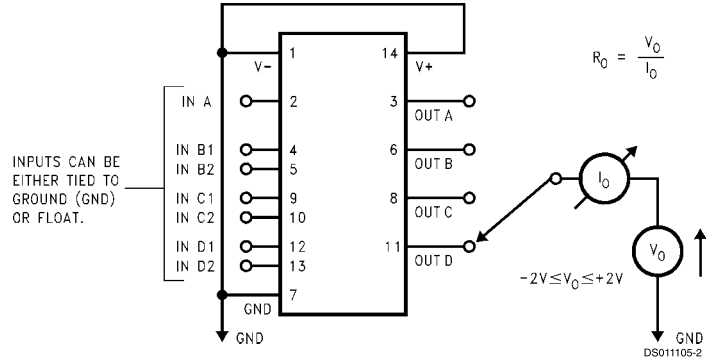 1
14
V-
V+
R_O = V_O / I_O
IN A
2
3
OUT A
IN B1
4
6
OUT B
IN B2
5
INPUTS CAN BE
EITHER TIED TO
GROUND (GND)
OR FLOAT.
IN C1
9
8
OUT C
IN C2
10
I_O
IN D1
12
11
OUT D
IN D2
13
V_O
-2V≤V_O≤+2V
7
GND
GND
GND
DS011105-2